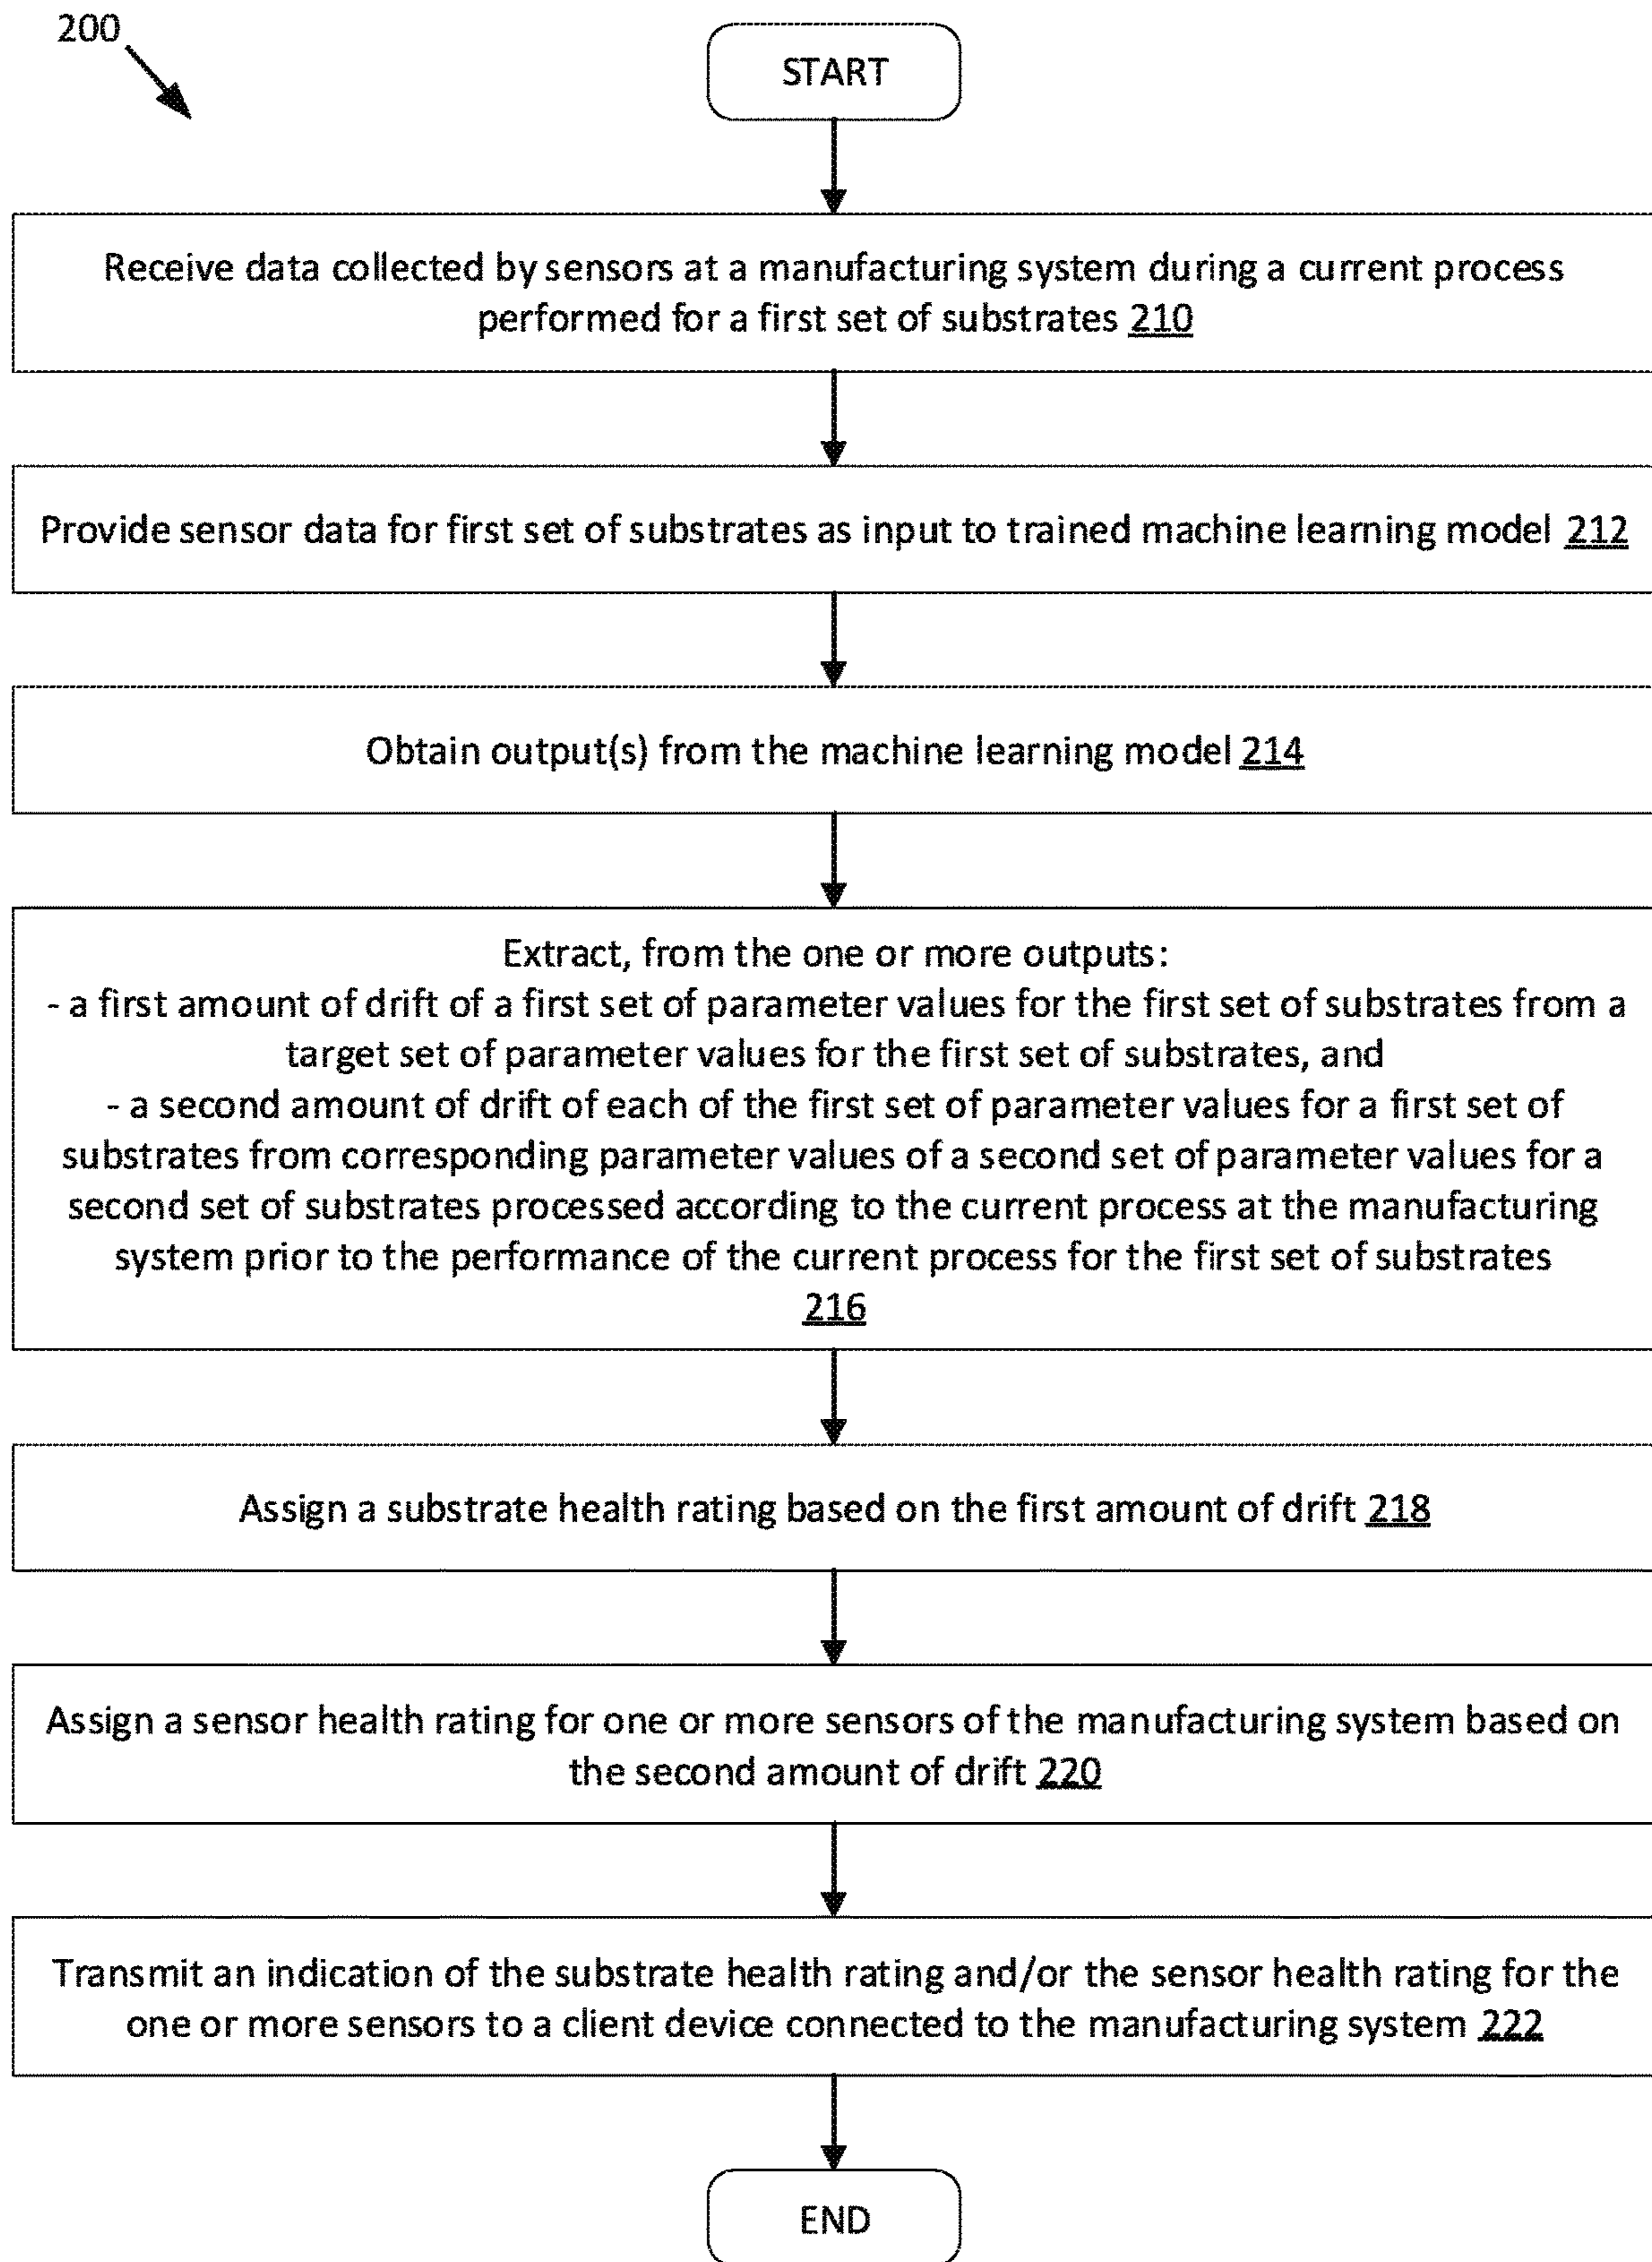 200
START
Receive data collected by sensors at a manufacturing system during a current process
performed for a first set of substrates 210
Provide sensor data for first set of substrates as input to trained machine learning model 212
Obtain output(s) from the machine learning model 214
Extract, from the one or more outputs:
- a first amount of drift of a first set of parameter values for the first set of substrates from a
target set of parameter values for the first set of substrates, and
- a second amount of drift of each of the first set of parameter values for a first set of
substrates from corresponding parameter values of a second set of parameter values for a
second set of substrates processed according to the current process at the manufacturing
system prior to the performance of the current process for the first set of substrates
216
Assign a substrate health rating based on the first amount of drift 218
Assign a sensor health rating for one or more sensors of the manufacturing system based on
the second amount of drift 220
Transmit an indication of the substrate health rating and/or the sensor health rating for the
one or more sensors to a client device connected to the manufacturing system 222
END